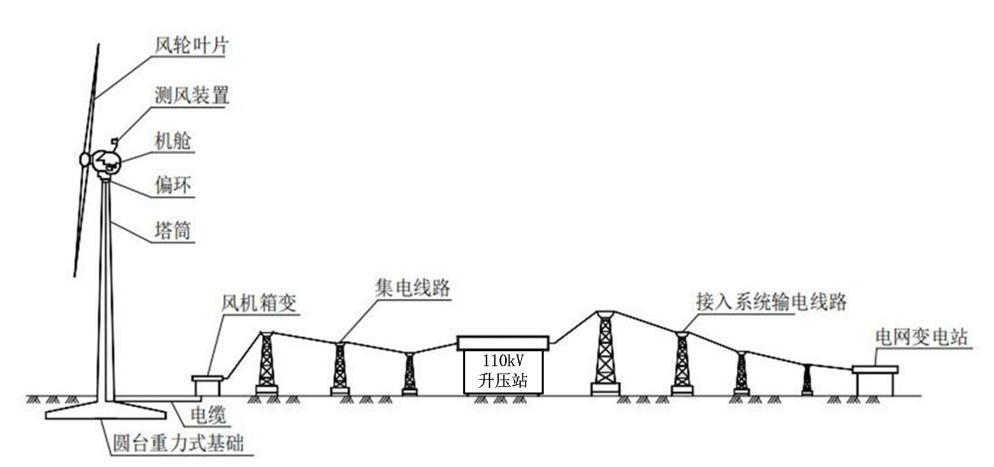 风轮叶片
测风装置
机舱
偏环
塔筒
风机箱变
集电线路
接入系统输电线路
电网变电站
110kV
升压站
电缆
圆台重力式基础